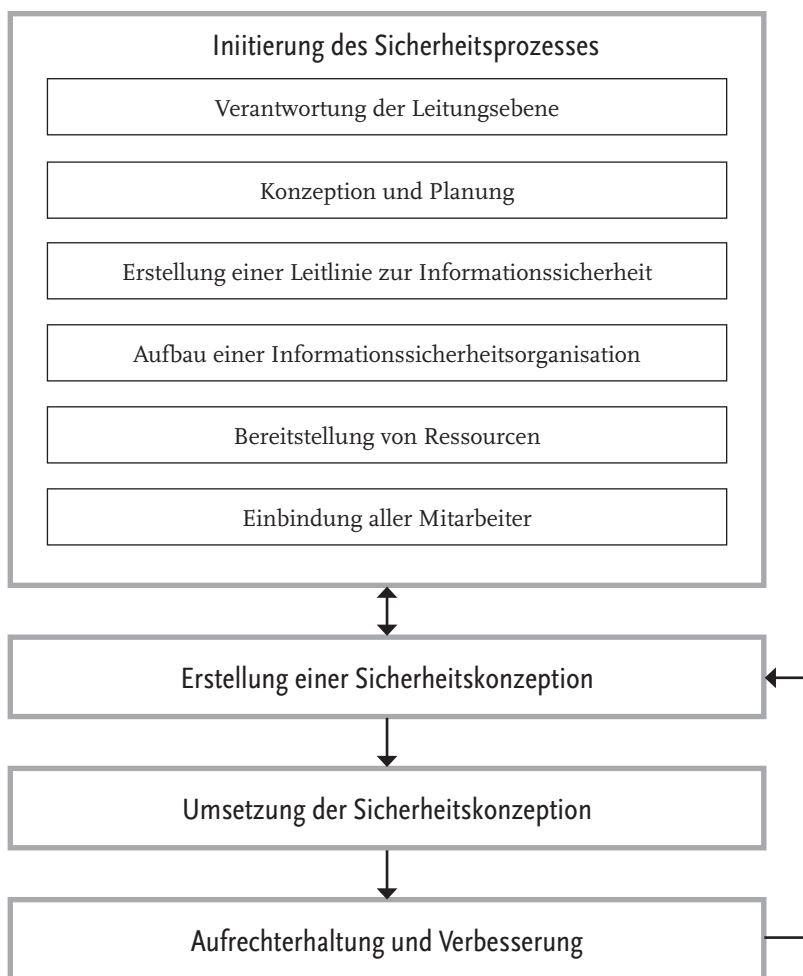 Iniitierung des Sicherheitsprozesses
Verantwortung der Leitungsebene
Konzeption und Planung
Erstellung einer Leitlinie zur Informationssicherheit
Aufbau einer Informationssicherheitsorganisation
Bereitstellung von Ressourcen
Einbindung aller Mitarbeiter
Erstellung einer Sicherheitskonzeption
Umsetzung der Sicherheitskonzeption
Aufrechterhaltung und Verbesserung